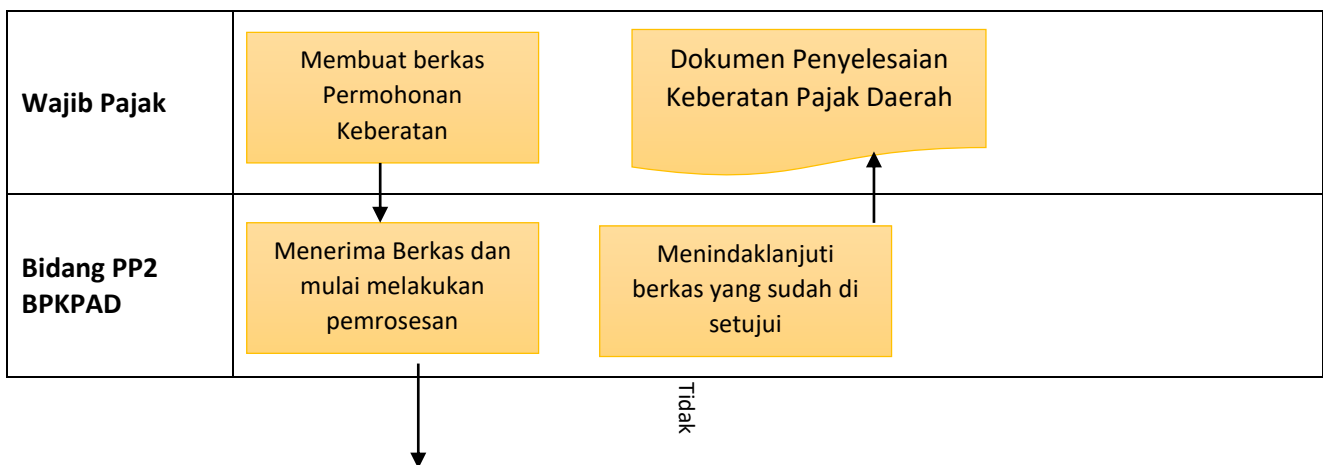 Wajib Pajak
Membuat berkas
Permohonan
Keberatan
Dokumen Penyelesaian
Keberatan Pajak Daerah
Bidang PP2
BPKPAD
Menerima Berkas dan
mulai melakukan
pemrosesan
Menindaklanjuti
berkas yang sudah di
setujui
Tidak